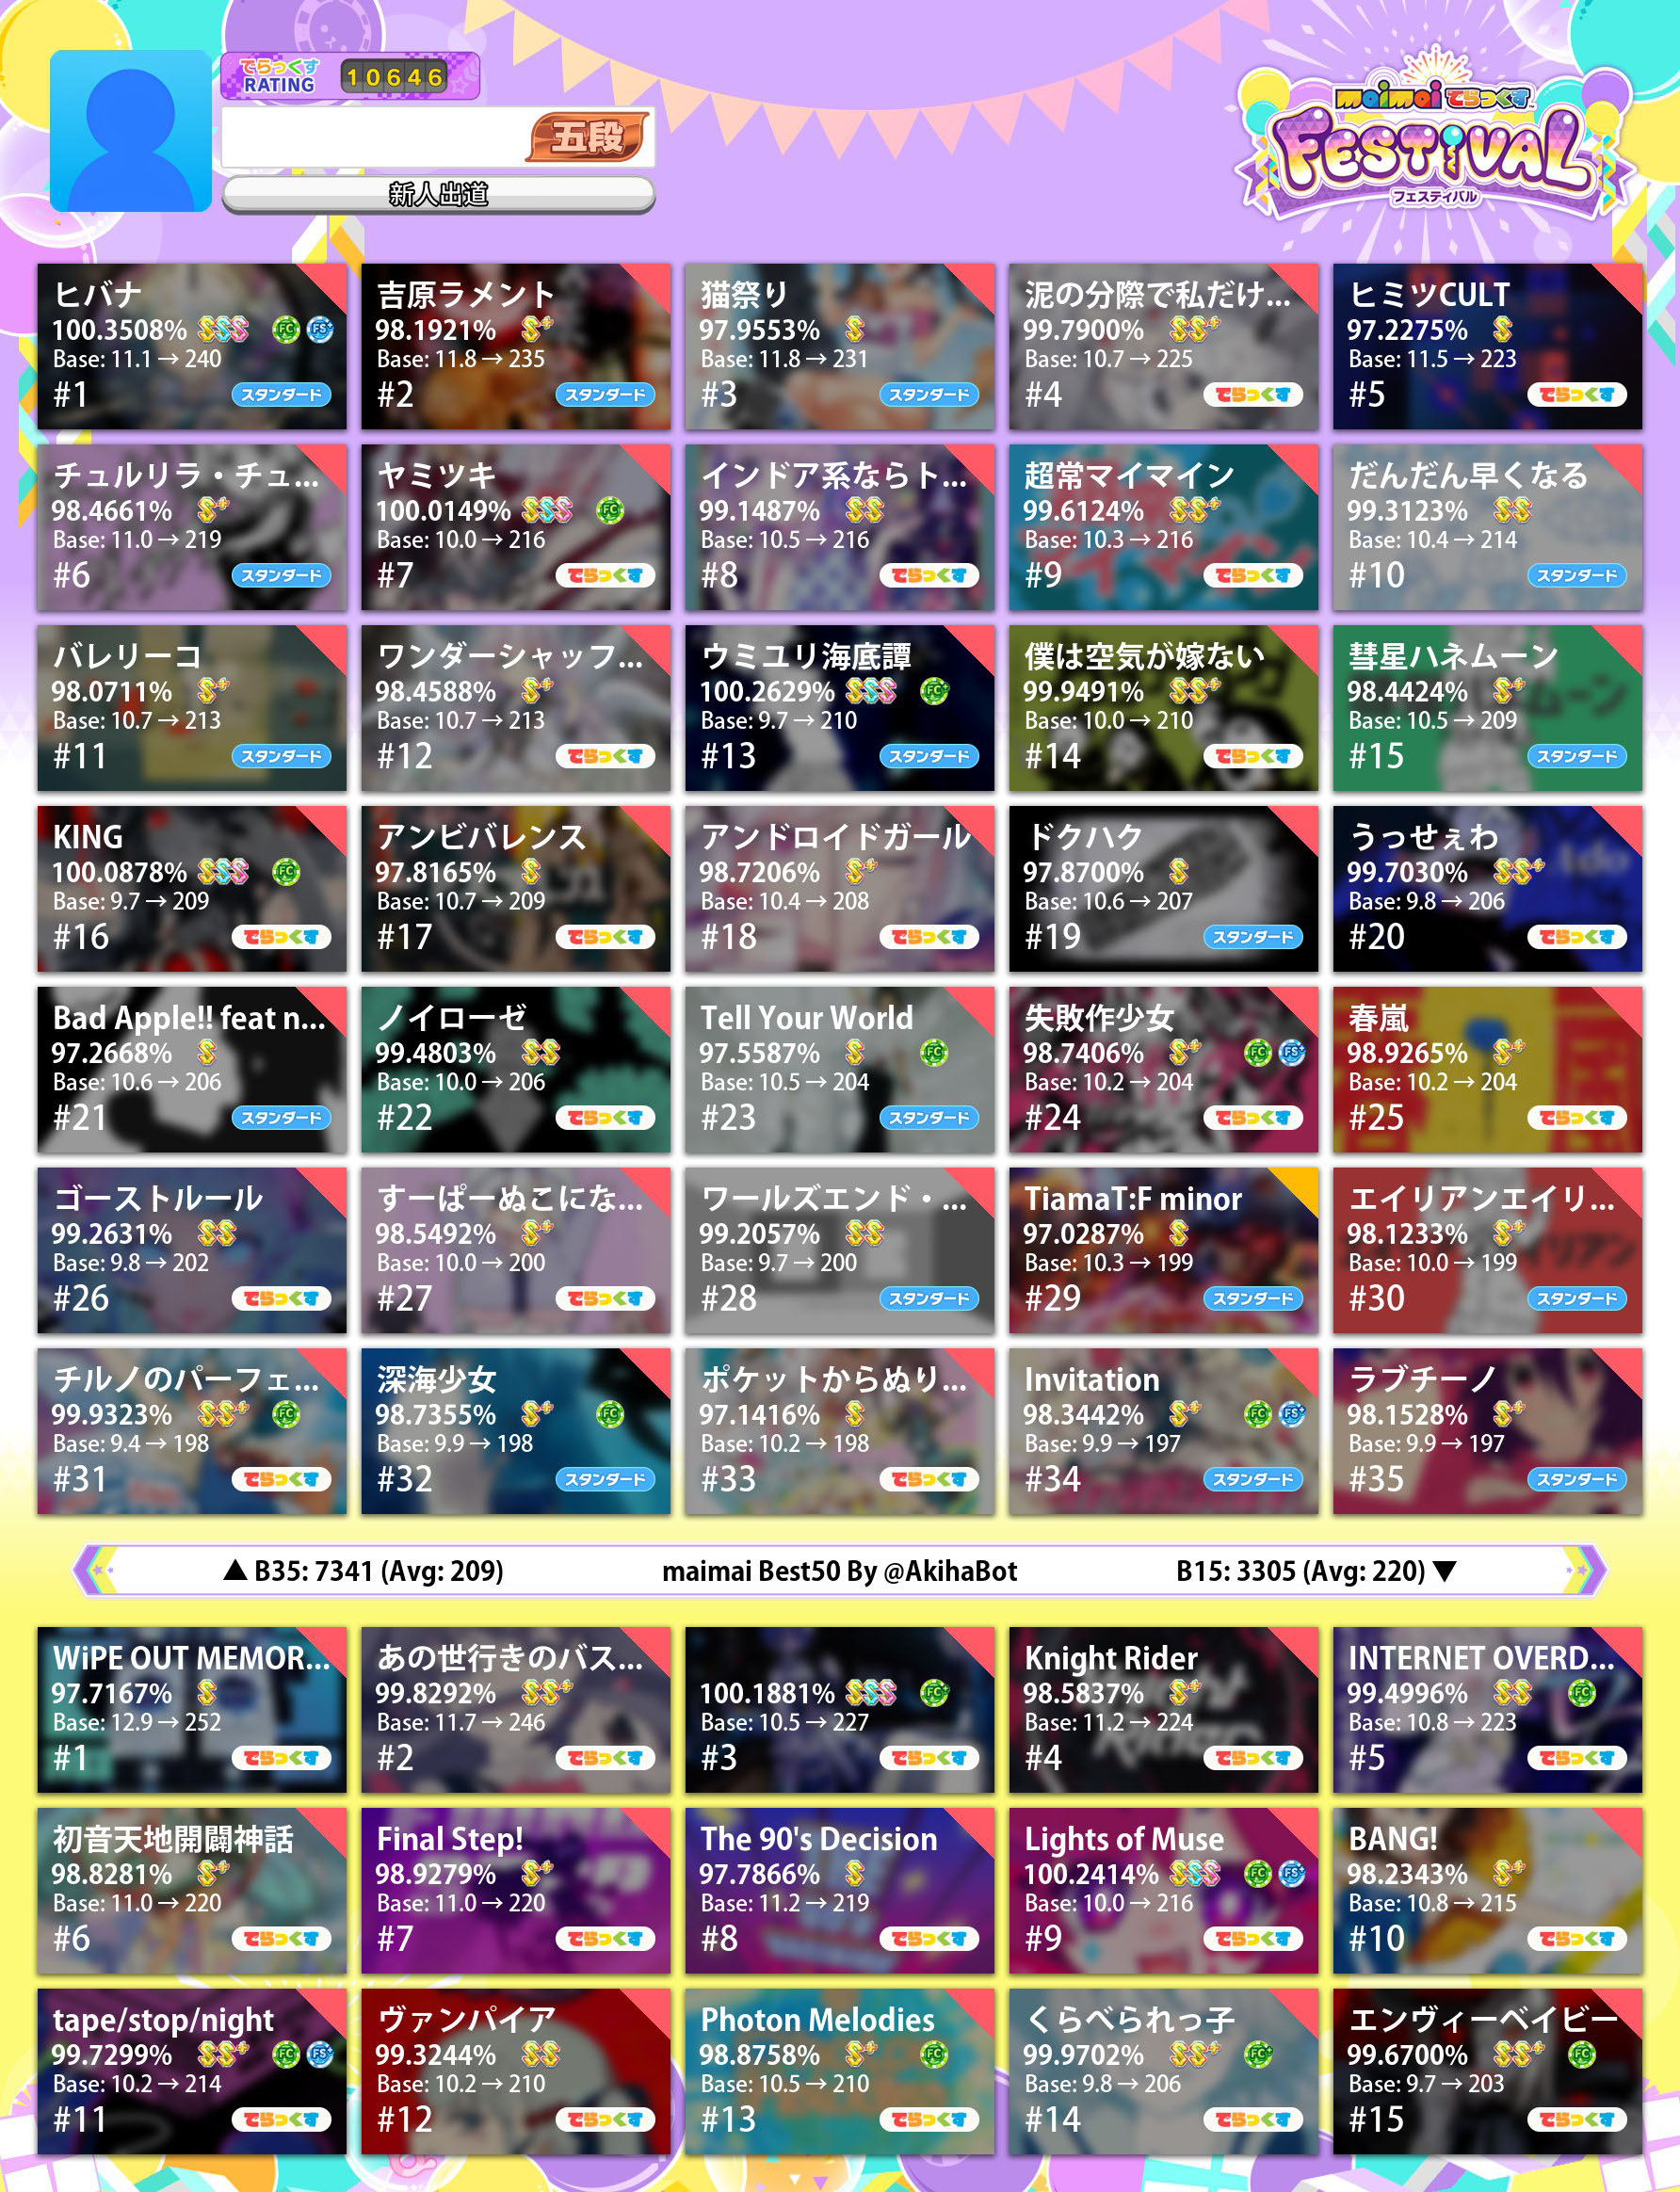 でらっくす
RATING
10646
五段
新人出道
maimai でらっくす
FESTiVAL
フェスティバル
ヒバナ
100.3508% SSS FC FS+
Base: 11.1 → 240
#1 スタンダード
吉原ラメント
98.1921% S+
Base: 11.8 → 235
#2 スタンダード
猫祭り
97.9553% S
Base: 11.8 → 231
#3 スタンダード
泥の分際で私だけ...
99.7900% SS+
Base: 10.7 → 225
#4 でらっくす
ヒミツCULT
97.2275% S
Base: 11.5 → 223
#5 でらっくす
チュルリラ・チュ...
98.4661% S+
Base: 11.0 → 219
#6 スタンダード
ヤミツキ
100.0149% SSS FC
Base: 10.0 → 216
#7 でらっくす
インドア系ならト...
99.1487% SS
Base: 10.5 → 216
#8 でらっくす
超常マイマイン
99.6124% SS+
Base: 10.3 → 216
#9 でらっくす
だんだん早くなる
99.3123% SS
Base: 10.4 → 214
#10 スタンダード
バレリーコ
98.0711% S+
Base: 10.7 → 213
#11 スタンダード
ワンダーシャッフ...
98.4588% S+
Base: 10.7 → 213
#12 でらっくす
ウミユリ海底譚
100.2629% SSS FC+
Base: 9.7 → 210
#13 スタンダード
僕は空気が嫁ない
99.9491% SS+
Base: 10.0 → 210
#14 でらっくす
彗星ハネムーン
98.4424% S+
Base: 10.5 → 209
#15 スタンダード
KING
100.0878% SSS FC
Base: 9.7 → 209
#16 でらっくす
アンビバレンス
97.8165% S
Base: 10.7 → 209
#17 でらっくす
アンドロイドガール
98.7206% S+
Base: 10.4 → 208
#18 でらっくす
ドクハク
97.8700% S
Base: 10.6 → 207
#19 スタンダード
うっせぇわ
99.7030% SS+
Base: 9.8 → 206
#20 でらっくす
Bad Apple!! feat n...
97.2668% S
Base: 10.6 → 206
#21 スタンダード
ノイローゼ
99.4803% SS
Base: 10.0 → 206
#22 でらっくす
Tell Your World
97.5587% S FC
Base: 10.5 → 204
#23 スタンダード
失敗作少女
98.7406% S+ FC FS+
Base: 10.2 → 204
#24 でらっくす
春嵐
98.9265% S+
Base: 10.2 → 204
#25 でらっくす
ゴーストルール
99.2631% SS
Base: 9.8 → 202
#26 でらっくす
すーぱーぬこにな...
98.5492% S+
Base: 10.0 → 200
#27 でらっくす
ワールズエンド・...
99.2057% SS
Base: 9.7 → 200
#28 スタンダード
TiamaT:F minor
97.0287% S
Base: 10.3 → 199
#29 スタンダード
エイリアンエイリ...
98.1233% S+
Base: 10.0 → 199
#30 スタンダード
チルノのパーフェ...
99.9323% SS+ FC
Base: 9.4 → 198
#31 でらっくす
深海少女
98.7355% S+ FC
Base: 9.9 → 198
#32 スタンダード
ポケットからぬり...
97.1416% S
Base: 10.2 → 198
#33 でらっくす
Invitation
98.3442% S+ FC FS+
Base: 9.9 → 197
#34 スタンダード
ラブチーノ
98.1528% S+
Base: 9.9 → 197
#35 スタンダード
▲ B35: 7341 (Avg: 209)
maimai Best50 By @AkihaBot
B15: 3305 (Avg: 220) ▼
WiPE OUT MEMOR...
97.7167% S
Base: 12.9 → 252
#1 でらっくす
あの世行きのバス...
99.8292% SS+
Base: 11.7 → 246
#2 でらっくす
100.1881% SSS FC+
Base: 10.5 → 227
#3 でらっくす
Knight Rider
98.5837% S+
Base: 11.2 → 224
#4 でらっくす
INTERNET OVERD...
99.4996% SS FC
Base: 10.8 → 223
#5 でらっくす
初音天地開闢神話
98.8281% S+
Base: 11.0 → 220
#6 でらっくす
Final Step!
98.9279% S+
Base: 11.0 → 220
#7 でらっくす
The 90's Decision
97.7866% S
Base: 11.2 → 219
#8 でらっくす
Lights of Muse
100.2414% SSS FC FS+
Base: 10.0 → 216
#9 でらっくす
BANG!
98.2343% S+
Base: 10.8 → 215
#10 でらっくす
tape/stop/night
99.7299% SS+ FC FS+
Base: 10.2 → 214
#11 でらっくす
ヴァンパイア
99.3244% SS
Base: 10.2 → 210
#12 でらっくす
Photon Melodies
98.8758% S+ FC
Base: 10.5 → 210
#13 でらっくす
くらべられっ子
99.9702% SS+ FC+
Base: 9.8 → 206
#14 でらっくす
エンヴィーベイビー
99.6700% SS+ FC
Base: 9.7 → 203
#15 でらっくす